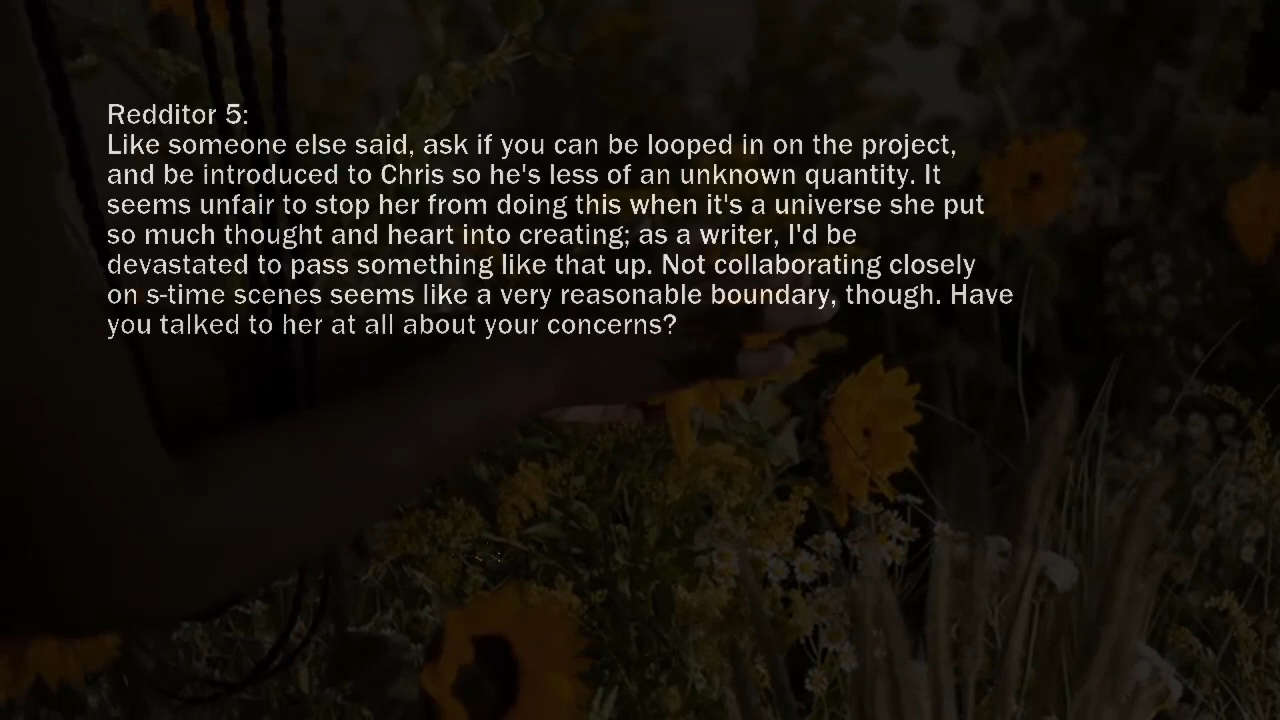 Redditor 5:
Like someone else said, ask if you can be looped in on the project,
and be introduced to Chris so he's less of an unknown quantity. It
seems unfair to stop her from doing this when it's a universe she put
so much thought and heart into creating; as a writer, I'd be
devastated to pass something like that up. Not collaborating closely
on s-time scenes seems like a very reasonable boundary, though. Have
you talked to her at all about your concerns?